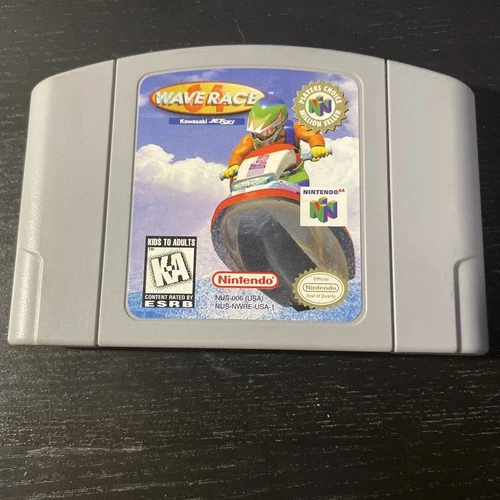 WAVE RACE
64
Kawasaki JET SKI
PLAYERS CHOICE
MILLION SELLER
NINTENDO 64
KIDS TO ADULTS
K-A
CONTENT RATED BY
ESRB
Nintendo
NUS-006 (USA)
NUS-NWRE-USA-1
Official
Nintendo
Seal of Quality